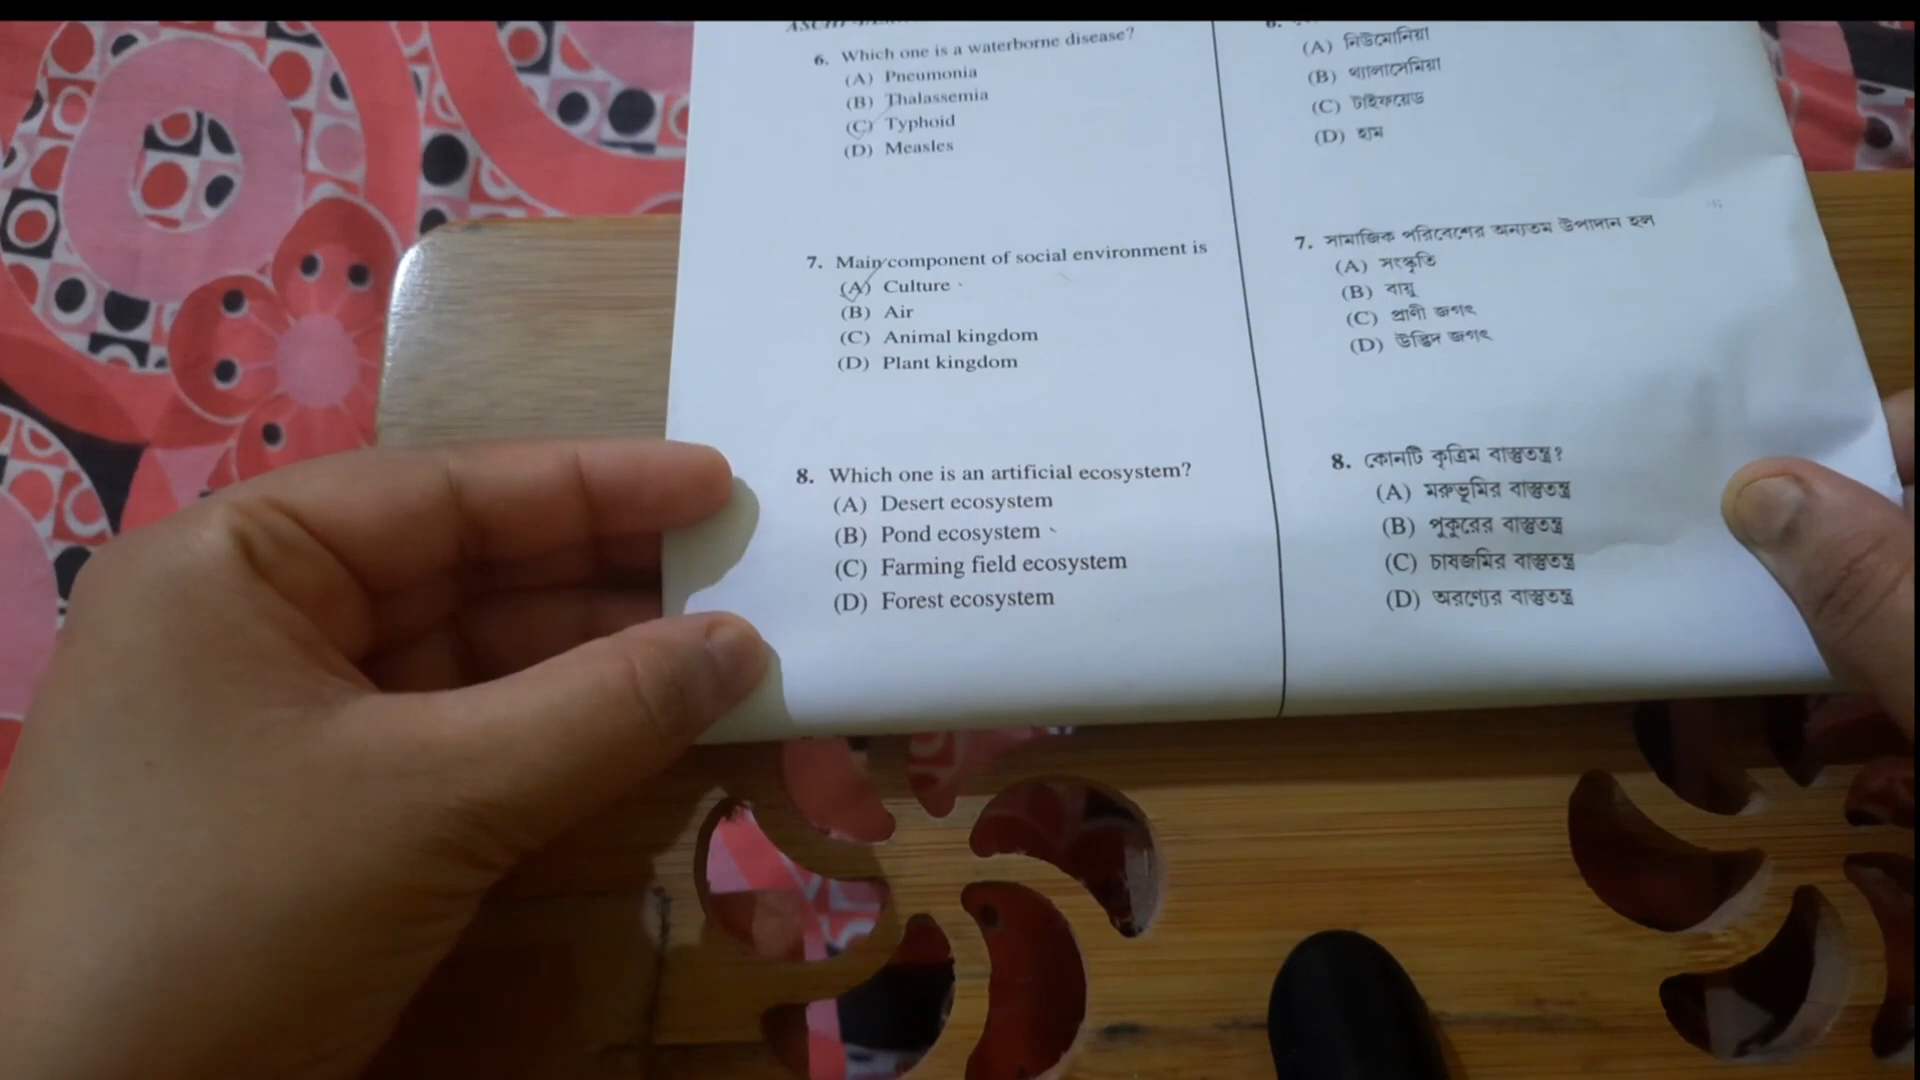 6. Which one is a waterborne disease?
(A) Pneumonia
(B) Thalassemia
(C) Typhoid
(D) Measles
7. Main component of social environment is
(A) Culture
(B) Air
(C) Animal kingdom
(D) Plant kingdom
8. Which one is an artificial ecosystem?
(A) Desert ecosystem
(B) Pond ecosystem
(C) Farming field ecosystem
(D) Forest ecosystem
6.
(A) নিউমোনিয়া
(B) থ্যালাসেমিয়া
(C) টাইফয়েড
(D) হাম
7. সামাজিক পরিবেশের অন্যতম উপাদান হল
(A) সংস্কৃতি
(B) বায়ু
(C) প্রাণী জগৎ
(D) উদ্ভিদ জগৎ
8. কোনটি কৃত্রিম বাস্তুতন্ত্র?
(A) মরুভূমির বাস্তুতন্ত্র
(B) পুকুরের বাস্তুতন্ত্র
(C) চাষজমির বাস্তুতন্ত্র
(D) অরণ্যের বাস্তুতন্ত্র